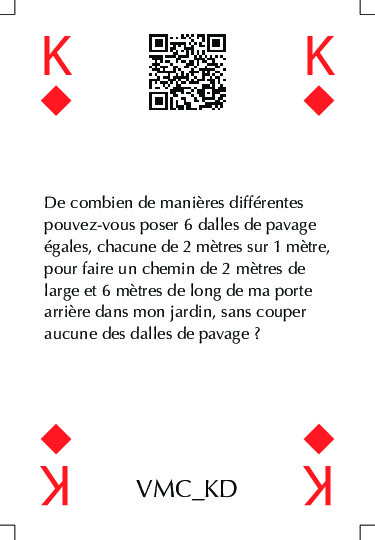 K K
De combien de manières différentes
pouvez-vous poser 6 dalles de pavage
égales, chacune de 2 mètres sur 1 mètre,
pour faire un chemin de 2 mètres de
large et 6 mètres de long de ma porte
arrière dans mon jardin, sans couper
aucune des dalles de pavage ?
K VMC_KD K